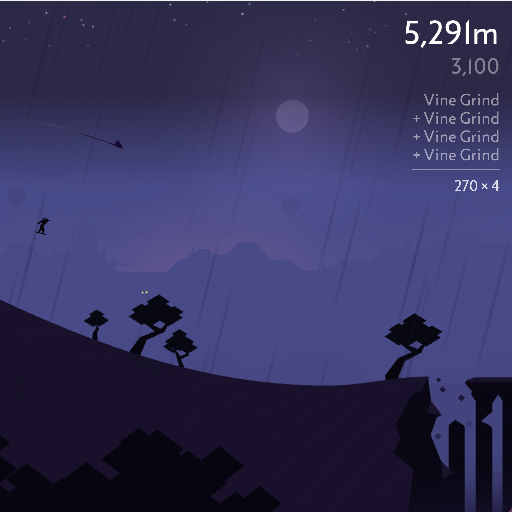 5,291m
3,100
Vine Grind
+ Vine Grind
+ Vine Grind
+ Vine Grind
270 × 4